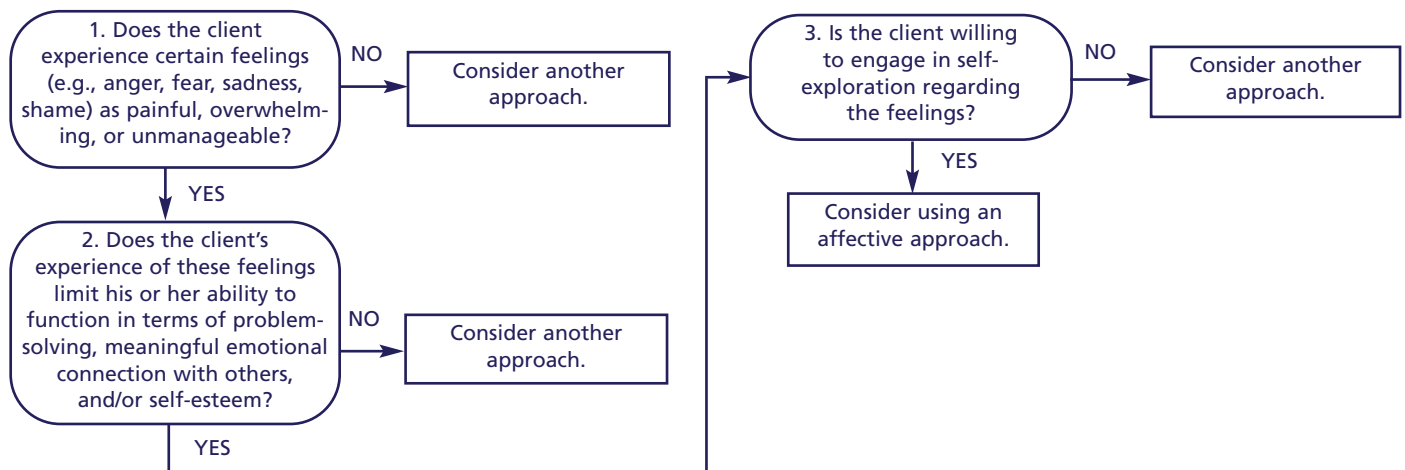 1. Does the client
experience certain feelings
(e.g., anger, fear, sadness,
shame) as painful, overwhelm-
ing, or unmanageable?
NO
Consider another
approach.
YES
2. Does the client’s
experience of these feelings
limit his or her ability to
function in terms of problem-
solving, meaningful emotional
connection with others,
and/or self-esteem?
NO
Consider another
approach.
YES
3. Is the client willing
to engage in self-
exploration regarding
the feelings?
NO
Consider another
approach.
YES
Consider using an
affective approach.